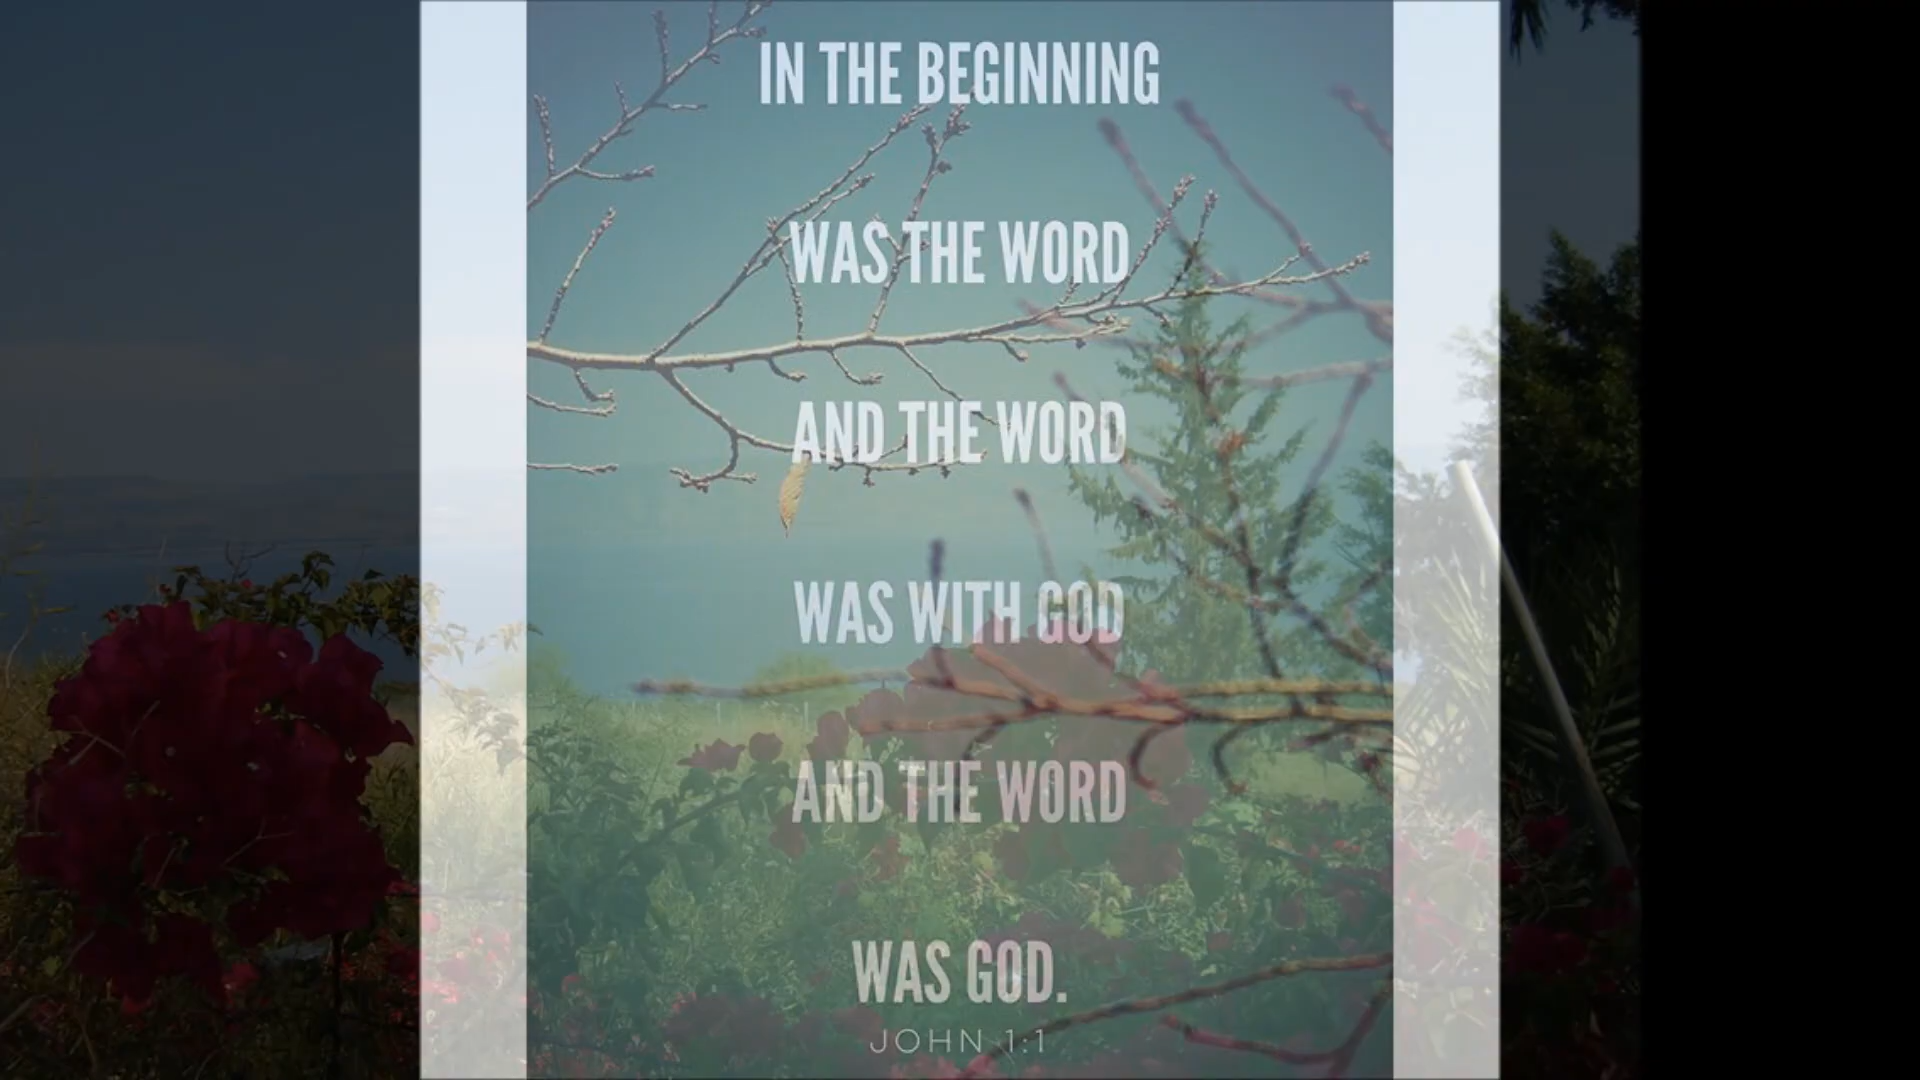 IN THE BEGINNING
WAS THE WORD
AND THE WORD
WAS WITH GOD
AND THE WORD
WAS GOD.
JOHN 1:1